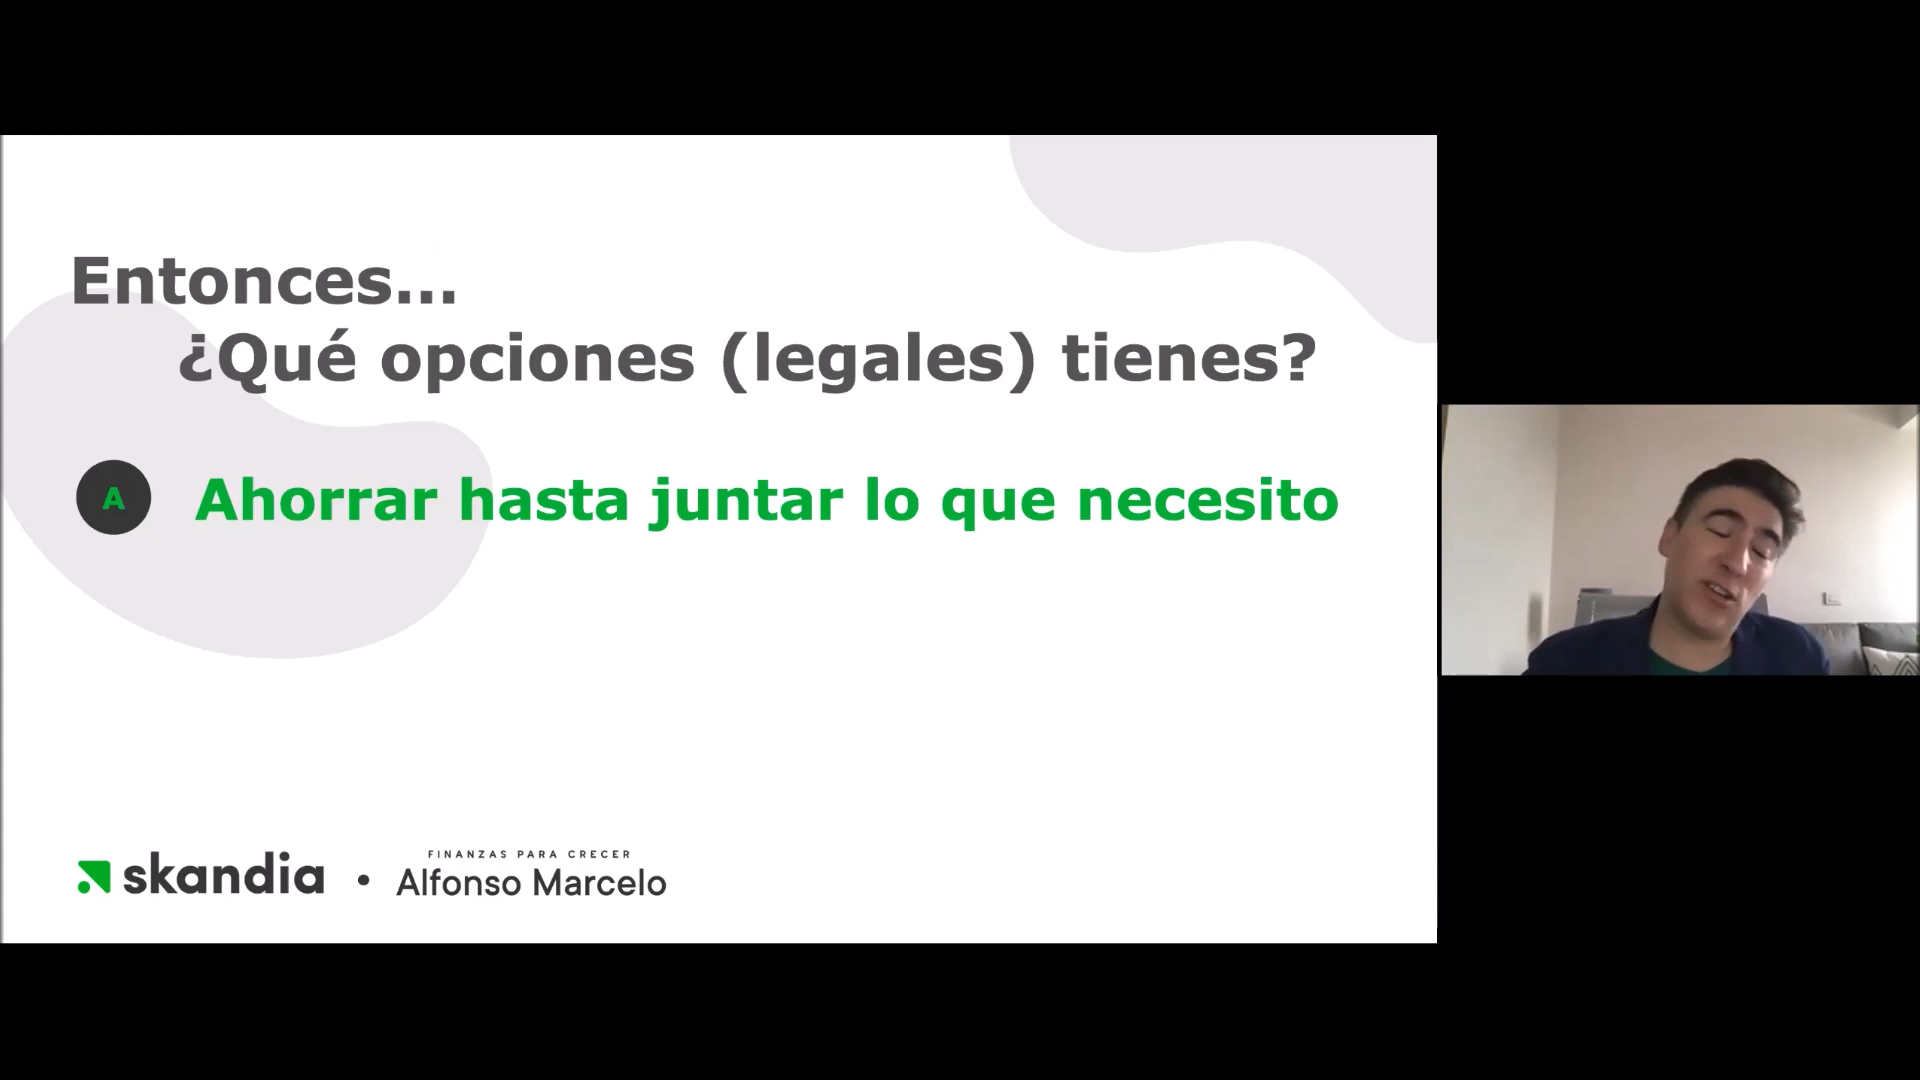 Entonces...
¿Qué opciones (legales) tienes?
A Ahorrar hasta juntar lo que necesito
skandia • FINANZAS PARA CRECER
Alfonso Marcelo